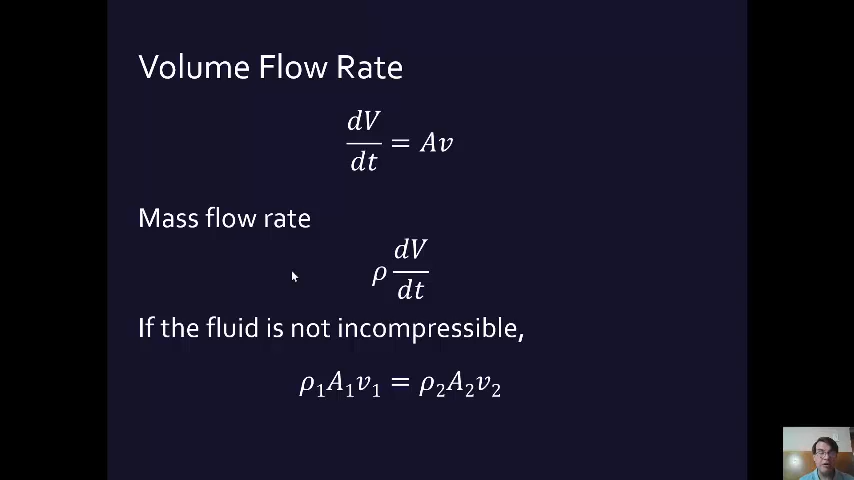 Volume Flow Rate
dV/dt = Av
Mass flow rate
ρ dV/dt
If the fluid is not incompressible,
ρ₁A₁v₁ = ρ₂A₂v₂